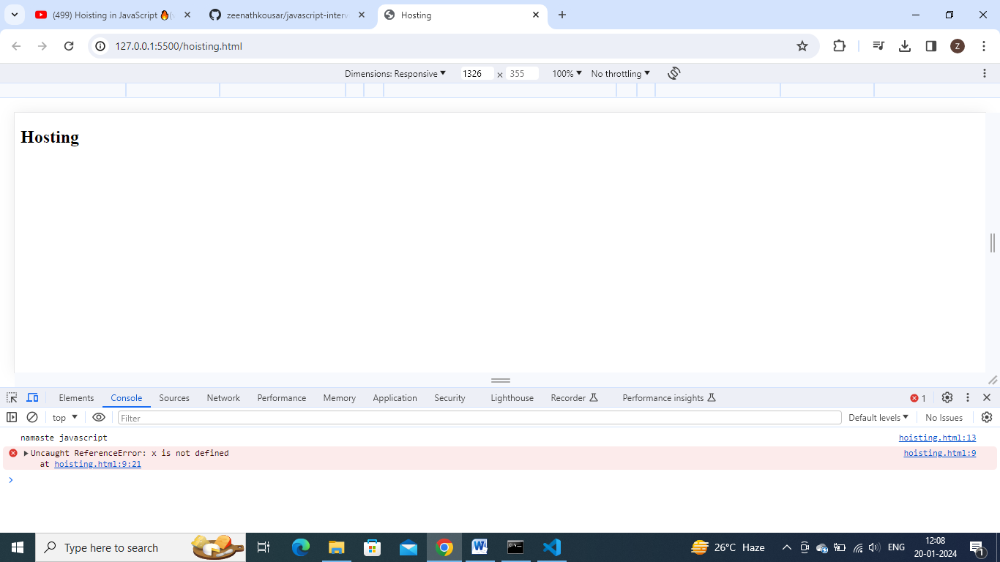 (499) Hoisting in JavaScript
zeenathkousar/javascript-interv
Hosting
127.0.0.1:5500/hoisting.html
Z
Dimensions: Responsive 1326 × 355 100% No throttling
Hosting
Elements Console Sources Network Performance Memory Application Security Lighthouse Recorder Performance insights 1
top Filter Default levels No Issues
namaste javascript hoisting.html:13
Uncaught ReferenceError: x is not defined hoisting.html:9
at hoisting.html:9:21
Type here to search
26°C Haze
ENG
12:08
20-01-2024
1